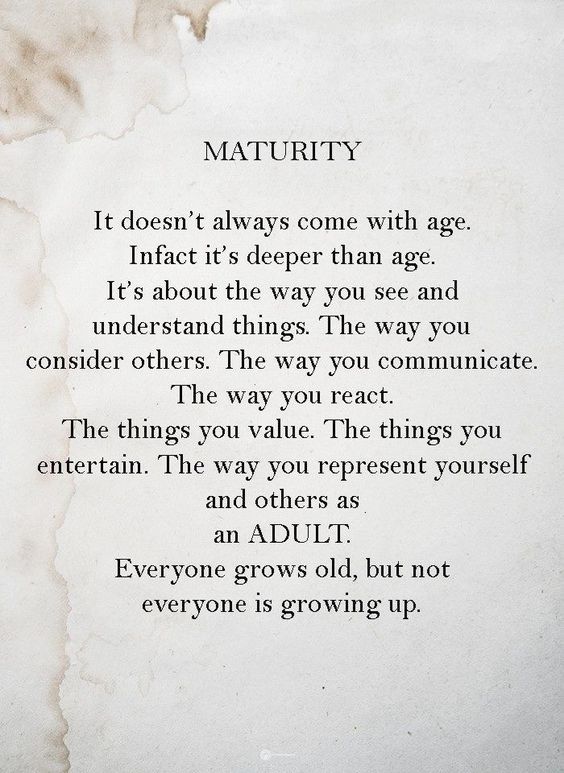 MATURITY
It doesn't always come with age.
Infact it's deeper than age.
It's about the way you see and
understand things. The way you
consider others. The way you communicate.
The way you react.
The things you value. The things you
entertain. The way you represent yourself
and others as
an ADULT.
Everyone grows old, but not
everyone is growing up.